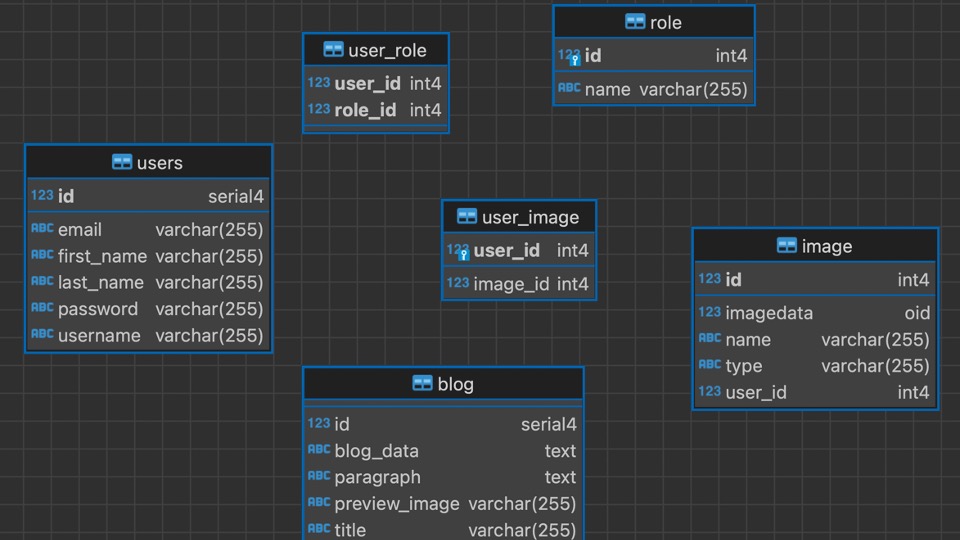 role
123 id int4
ABC name varchar(255)
user_role
123 user_id int4
123 role_id int4
users
123 id serial4
ABC email varchar(255)
ABC first_name varchar(255)
ABC last_name varchar(255)
ABC password varchar(255)
ABC username varchar(255)
user_image
123 user_id int4
123 image_id int4
image
123 id int4
123 imagedata oid
ABC name varchar(255)
ABC type varchar(255)
123 user_id int4
blog
123 id serial4
ABC blog_data text
ABC paragraph text
ABC preview_image varchar(255)
ABC title varchar(255)